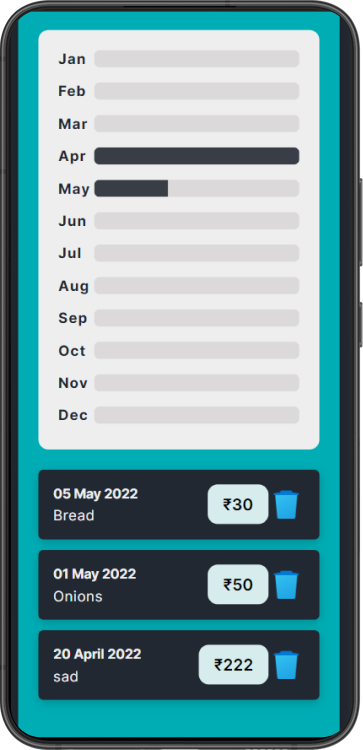 Jan
Feb
Mar
Apr
May
Jun
Jul
Aug
Sep
Oct
Nov
Dec
05 May 2022
Bread
₹30
01 May 2022
Onions
₹50
20 April 2022
sad
₹222